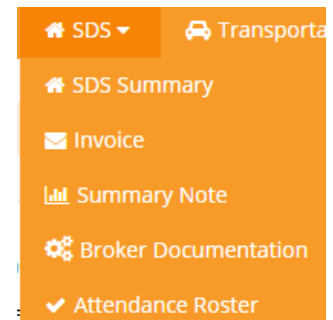 SDS Transporta
SDS Summary
Invoice
Summary Note
Broker Documentation
Attendance Roster